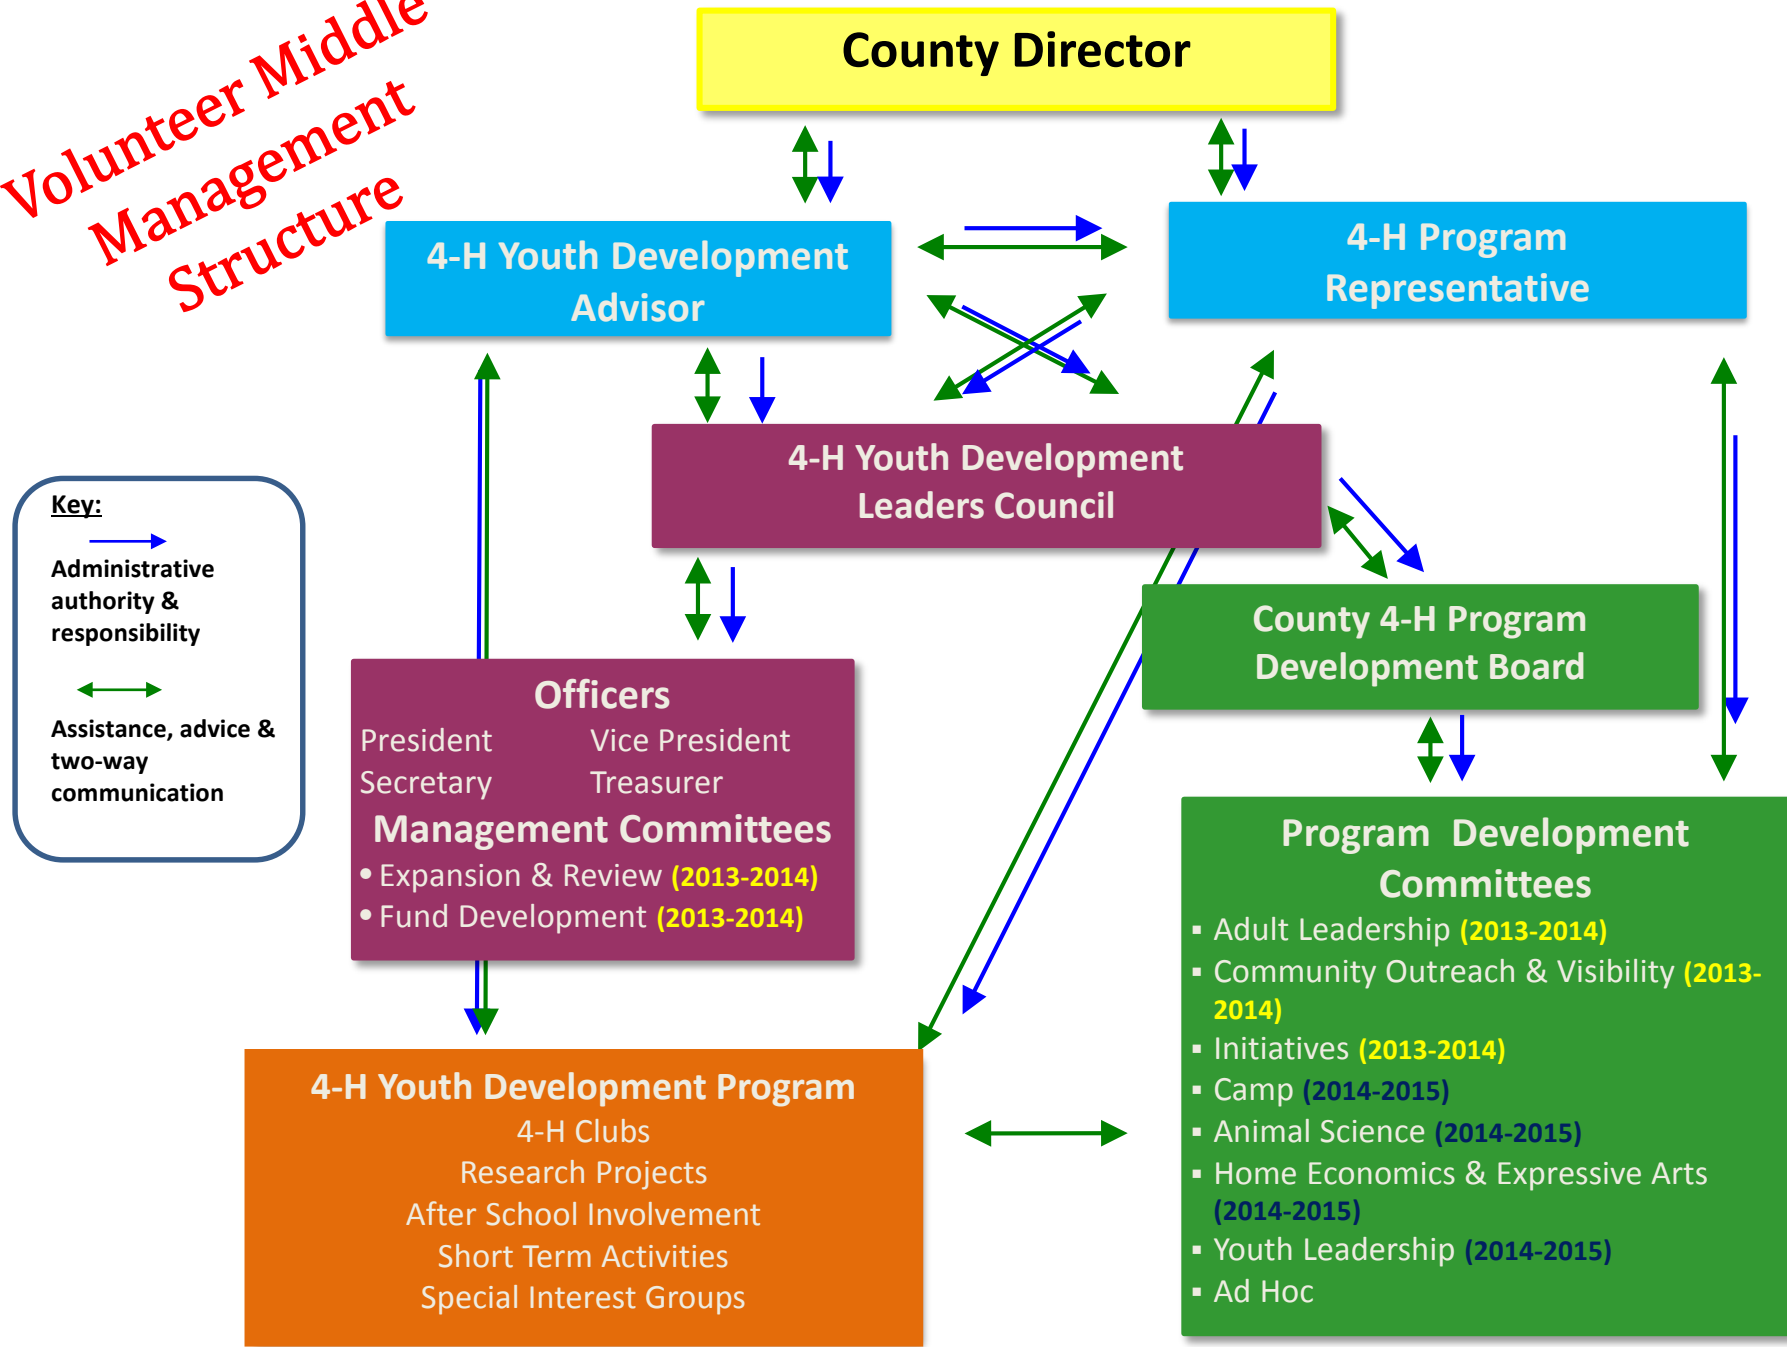 Volunteer Middle
Management
Structure
County Director
4-H Youth Development
Advisor
4-H Program
Representative
4-H Youth Development
Leaders Council
Key:
Administrative
authority &
responsibility
Assistance, advice &
two-way
communication
County 4-H Program
Development Board
Officers
President Vice President
Secretary Treasurer
Management Committees
• Expansion & Review (2013-2014)
• Fund Development (2013-2014)
Program Development
Committees
▪ Adult Leadership (2013-2014)
▪ Community Outreach & Visibility (2013-
2014)
▪ Initiatives (2013-2014)
▪ Camp (2014-2015)
▪ Animal Science (2014-2015)
▪ Home Economics & Expressive Arts
(2014-2015)
▪ Youth Leadership (2014-2015)
▪ Ad Hoc
4-H Youth Development Program
4-H Clubs
Research Projects
After School Involvement
Short Term Activities
Special Interest Groups